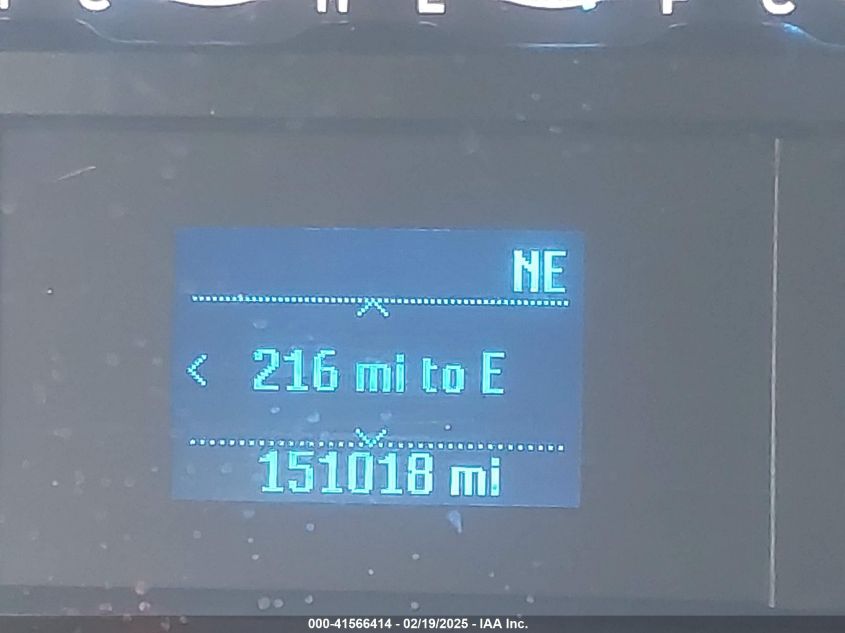 H E F C
NE
216 mi to E
151018 mi
000-41566414 - 02/19/2025 - IAA Inc.